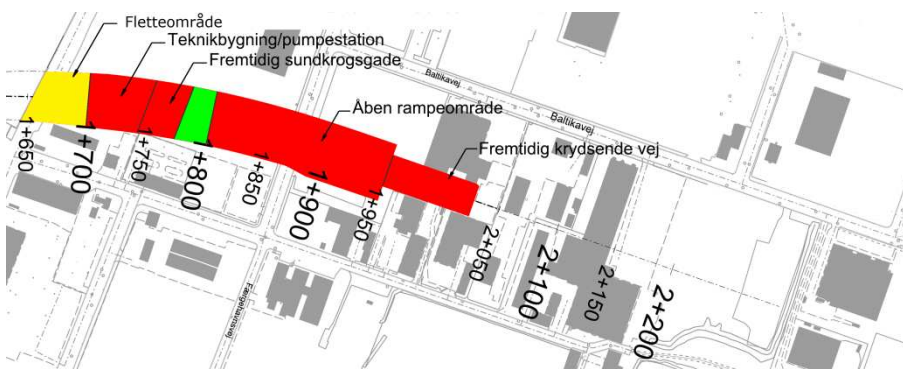 Fletteområde
Teknikbygning/pumpestation
Fremtidig sundkrogsgade
Baltikavej
Åben rampeområde
Baltikavej
Fremtidig krydsende vej
1+650
1+700
1+750
1+800
1+850
1+900
1+950
2+050
2+100
2+150
2+200
Færgehavnsvej